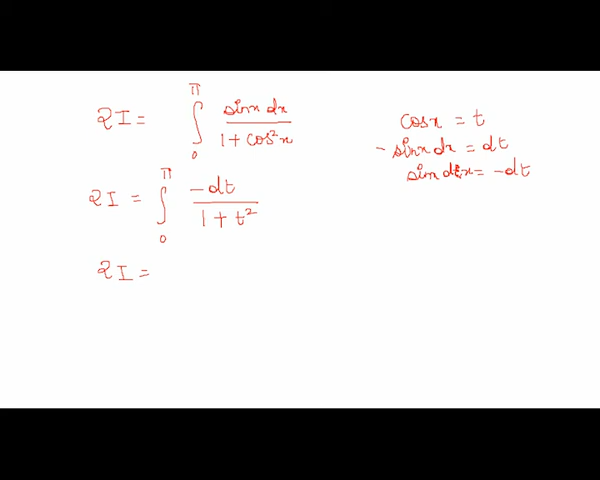 2I = ∫₀^π sinx dx / 1 + cos²x
cosx = t
- sinx dx = dt
sinx dx = -dt
2I = ∫₀^π -dt / 1 + t²
2I =